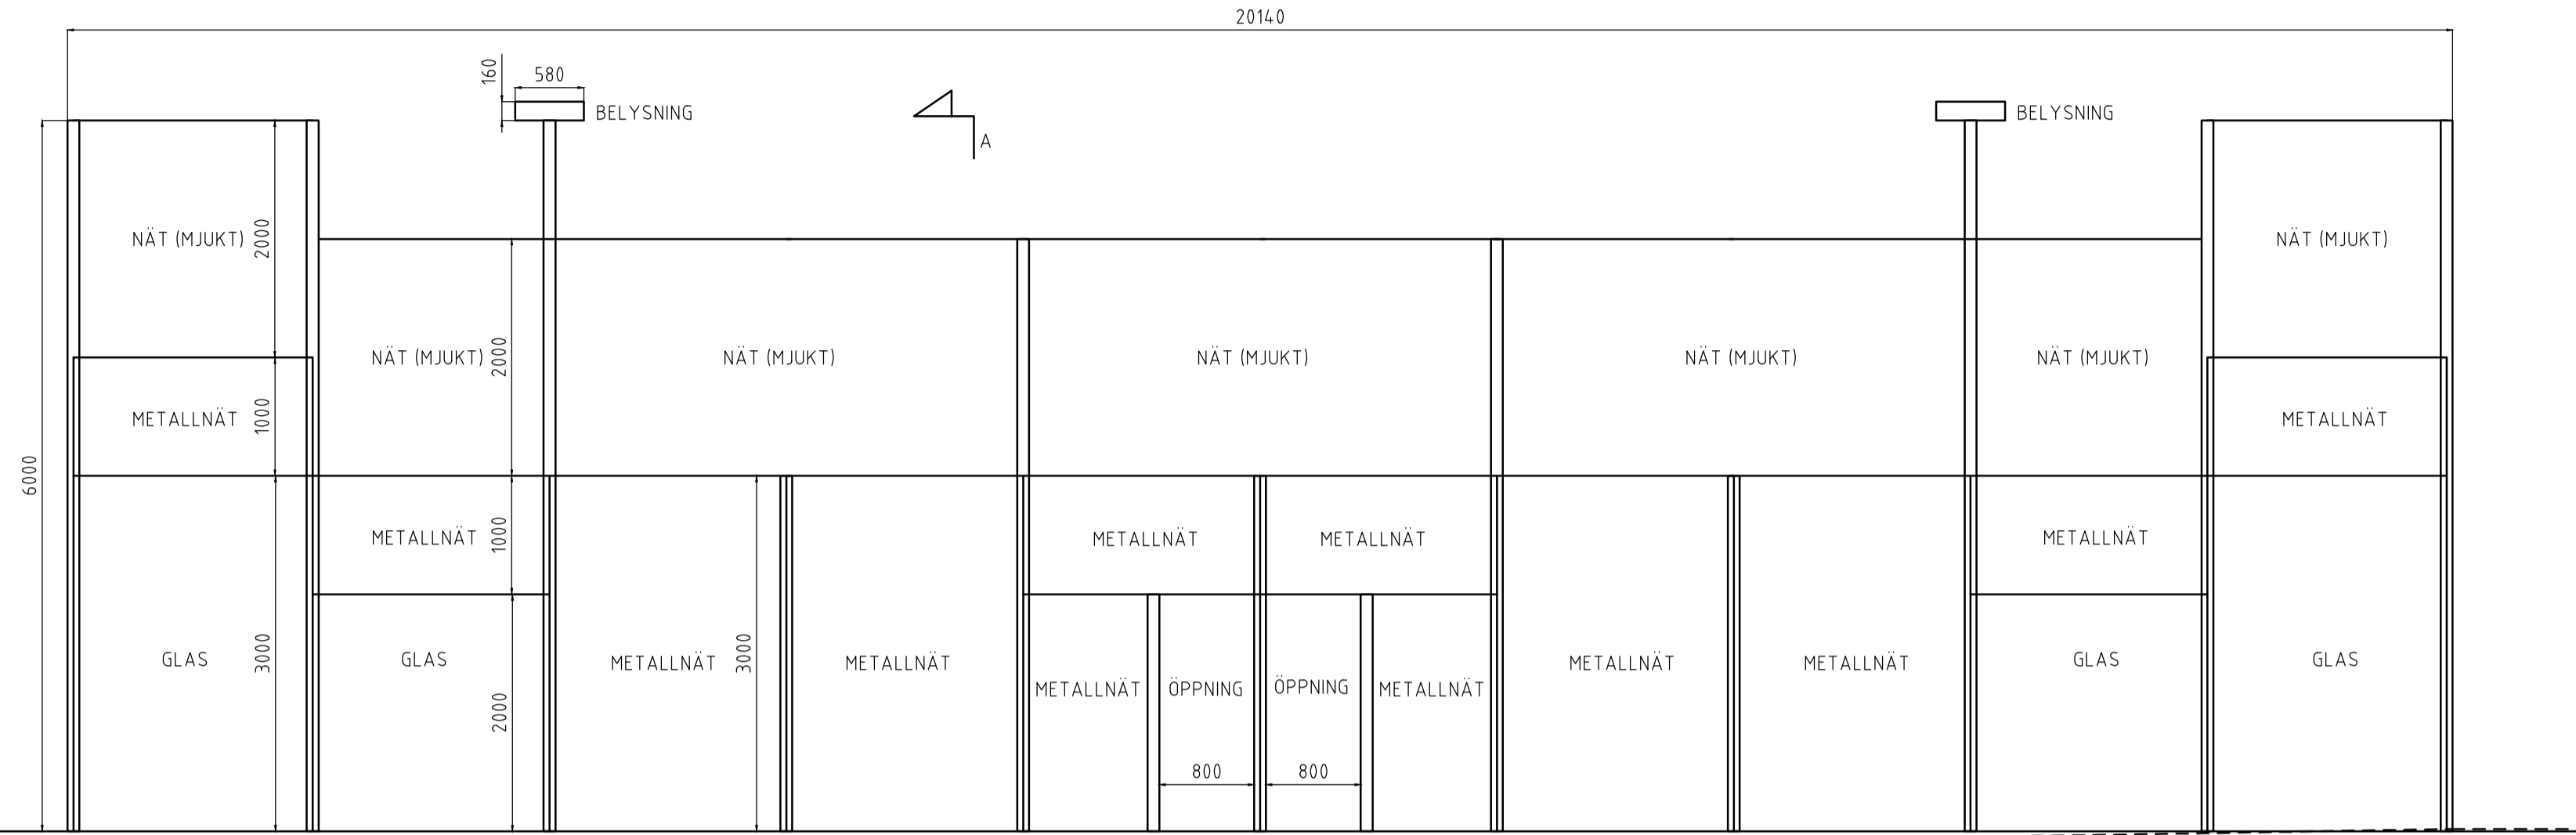 20140
160
580
BELYSNING
A
BELYSNING
NÄT (MJUKT)
2000
NÄT (MJUKT)
NÄT (MJUKT)
2000
NÄT (MJUKT)
NÄT (MJUKT)
NÄT (MJUKT)
NÄT (MJUKT)
METALLNÄT
1000
METALLNÄT
6000
METALLNÄT
1000
METALLNÄT
METALLNÄT
METALLNÄT
GLAS
3000
GLAS
2000
METALLNÄT
3000
METALLNÄT
METALLNÄT
ÖPPNING
ÖPPNING
METALLNÄT
METALLNÄT
METALLNÄT
GLAS
GLAS
800
800